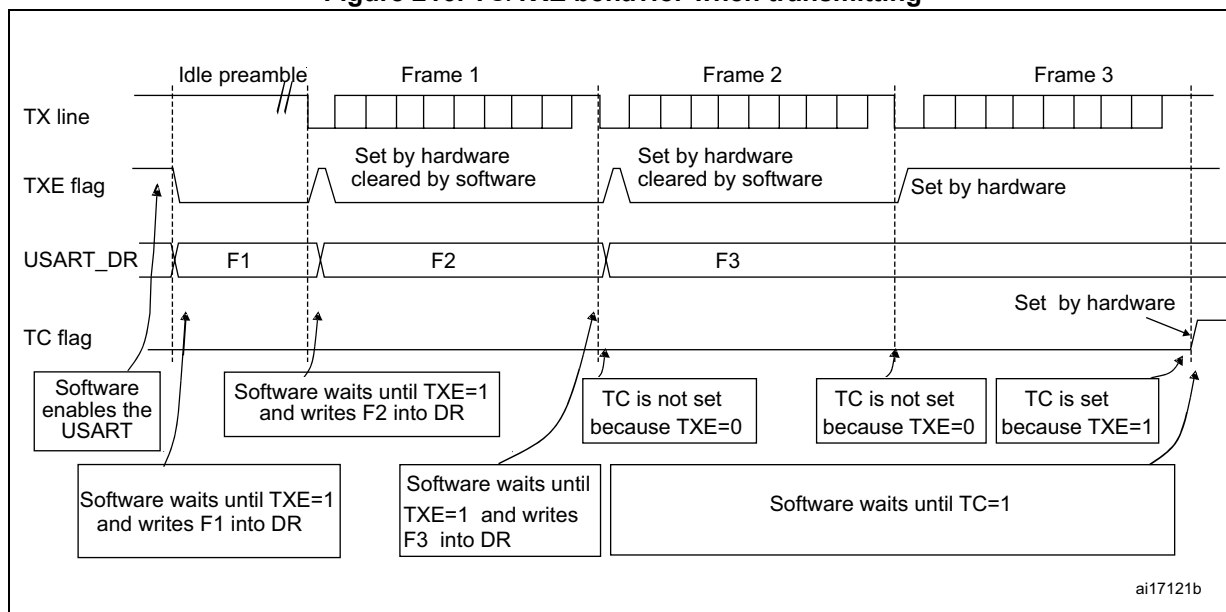 Idle preamble
Frame 1
Frame 2
Frame 3
TX line
TXE flag
Set by hardware
cleared by software
Set by hardware
cleared by software
Set by hardware
USART_DR
F1
F2
F3
TC flag
Set by hardware
Software
enables the
USART
Software waits until TXE=1
and writes F2 into DR
TC is not set
because TXE=0
TC is not set
because TXE=0
TC is set
because TXE=1
Software waits until TXE=1
and writes F1 into DR
Software waits until
TXE=1 and writes
F3 into DR
Software waits until TC=1
ai17121b